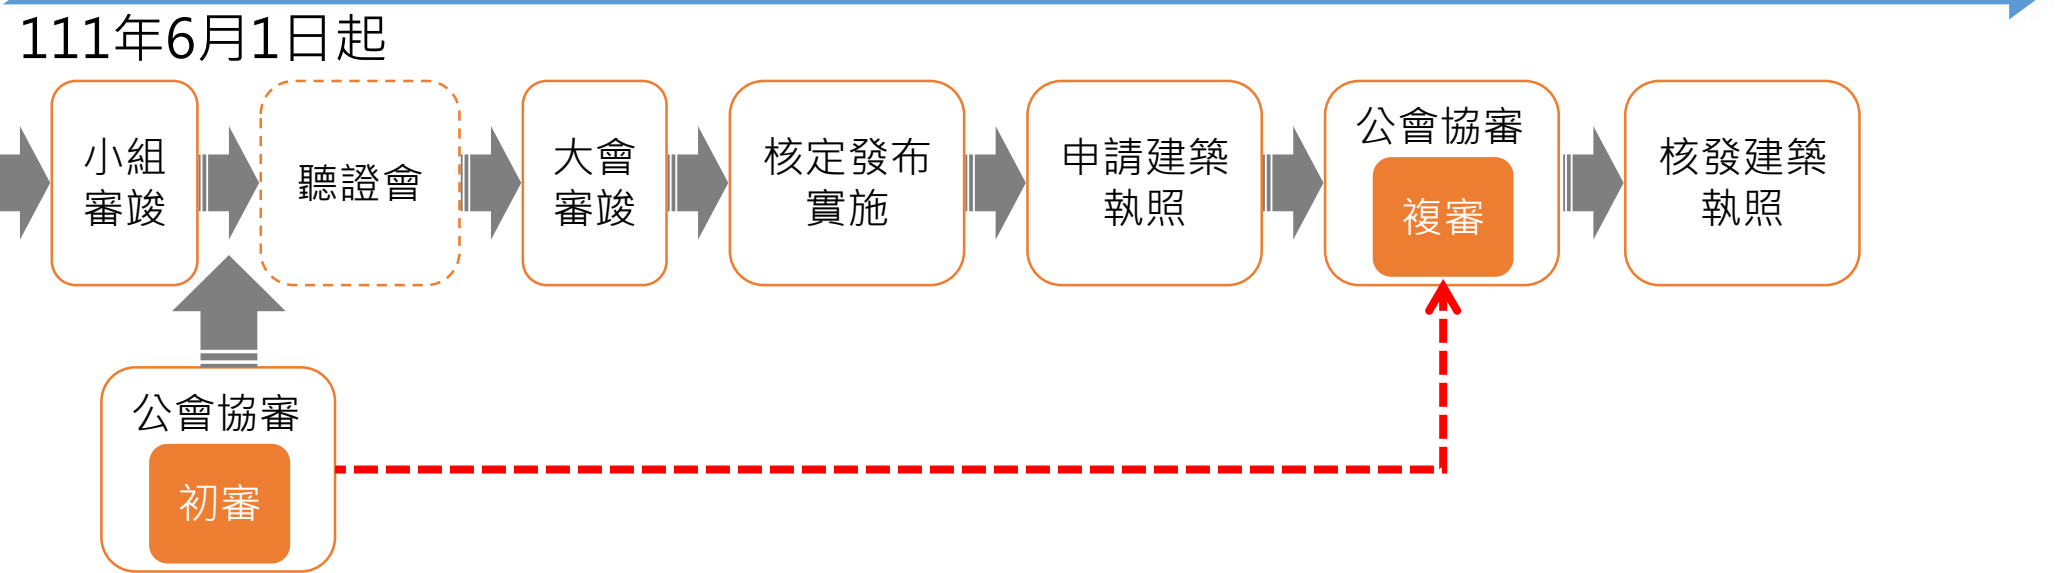 111年6月1日起
小組
審竣
聽證會
大會
審竣
核定發布
實施
申請建築
執照
公會協審
複審
核發建築
執照
公會協審
初審